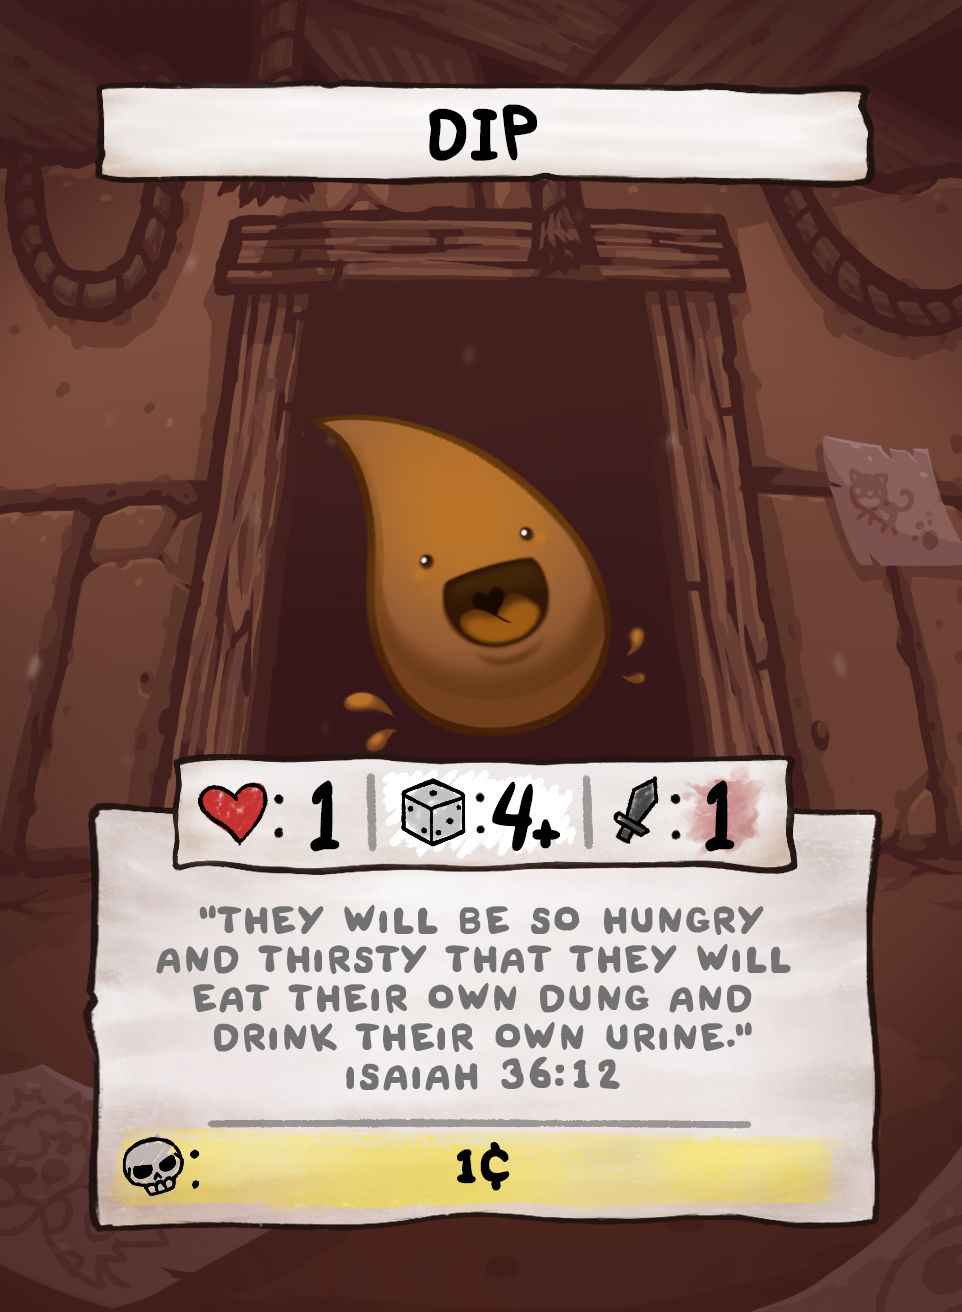 DIP
: 1
: 4+
: 1
"THEY WILL BE SO HUNGRY
AND THIRSTY THAT THEY WILL
EAT THEIR OWN DUNG AND
DRINK THEIR OWN URINE."
ISAIAH 36:12
: 1¢